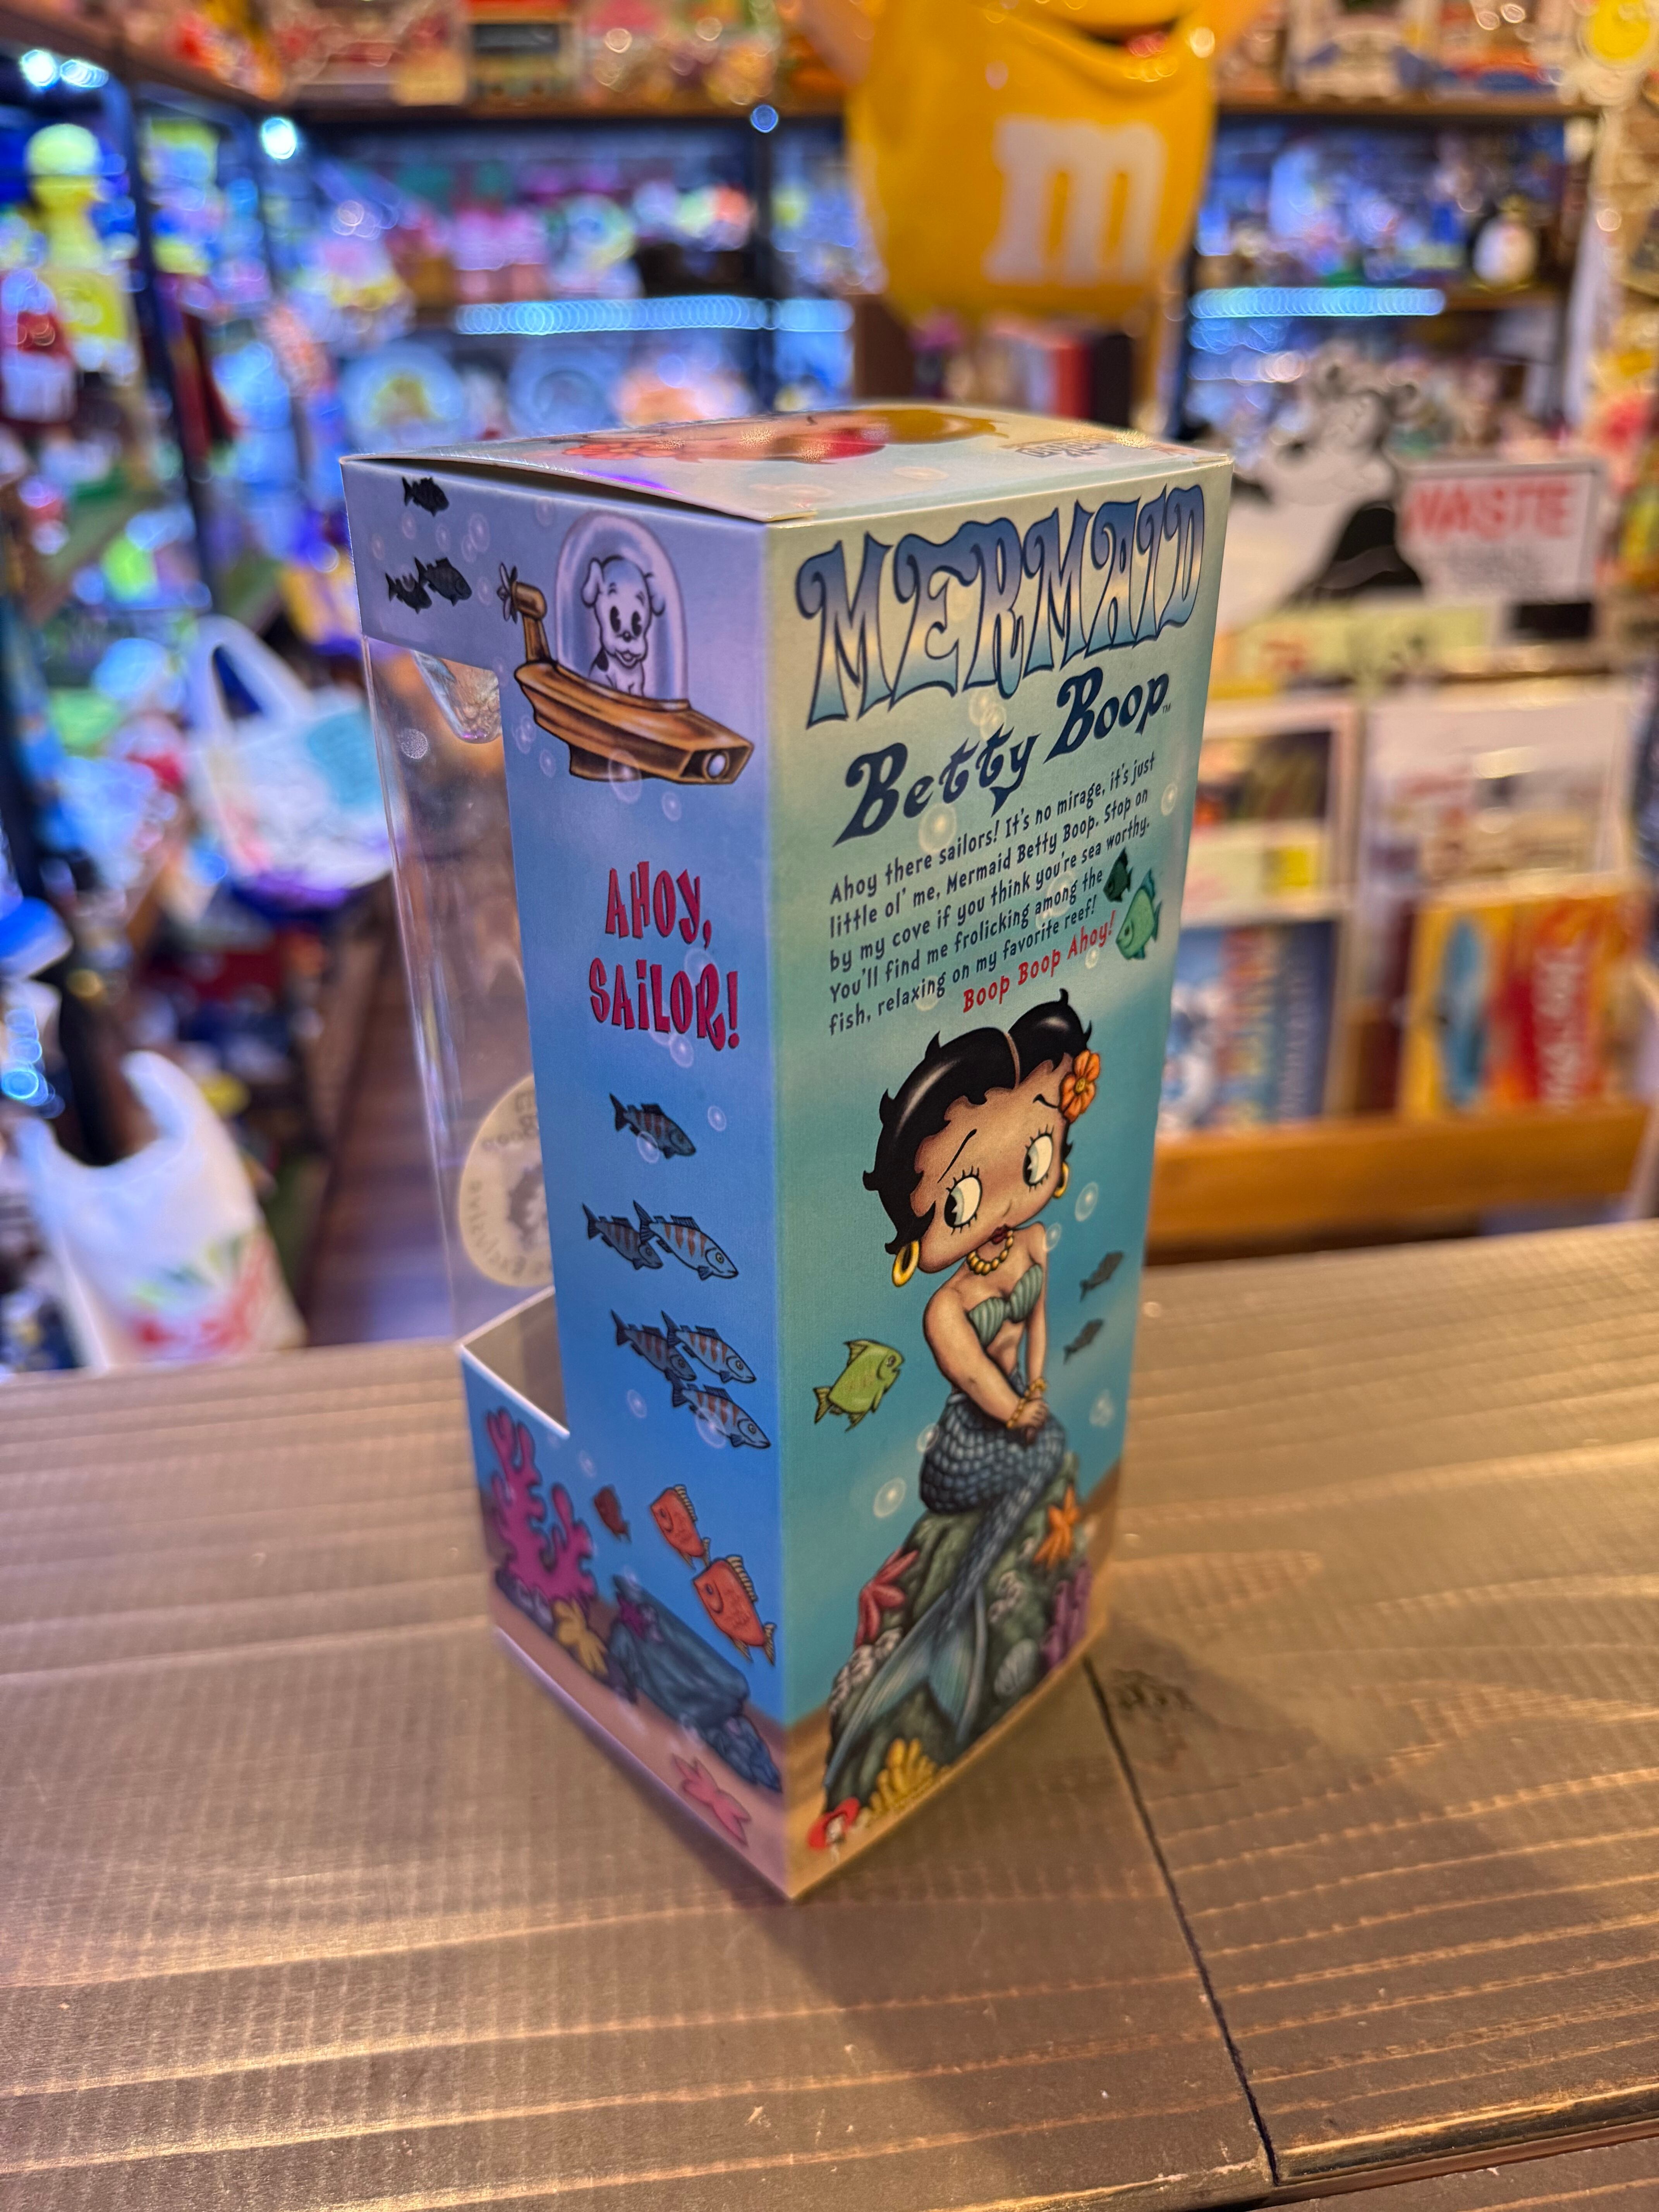 m
WASTE
MERMAID
Betty Boop™
Ahoy there sailors! It's no mirage, it's just
little ol' me, Mermaid Betty Boop. Stop on
by my cove if you think you're sea worthy.
You'll find me frolicking among the
fish, relaxing on my favorite reef!
Boop Boop Ahoy!
AHOY,
SAILOR!